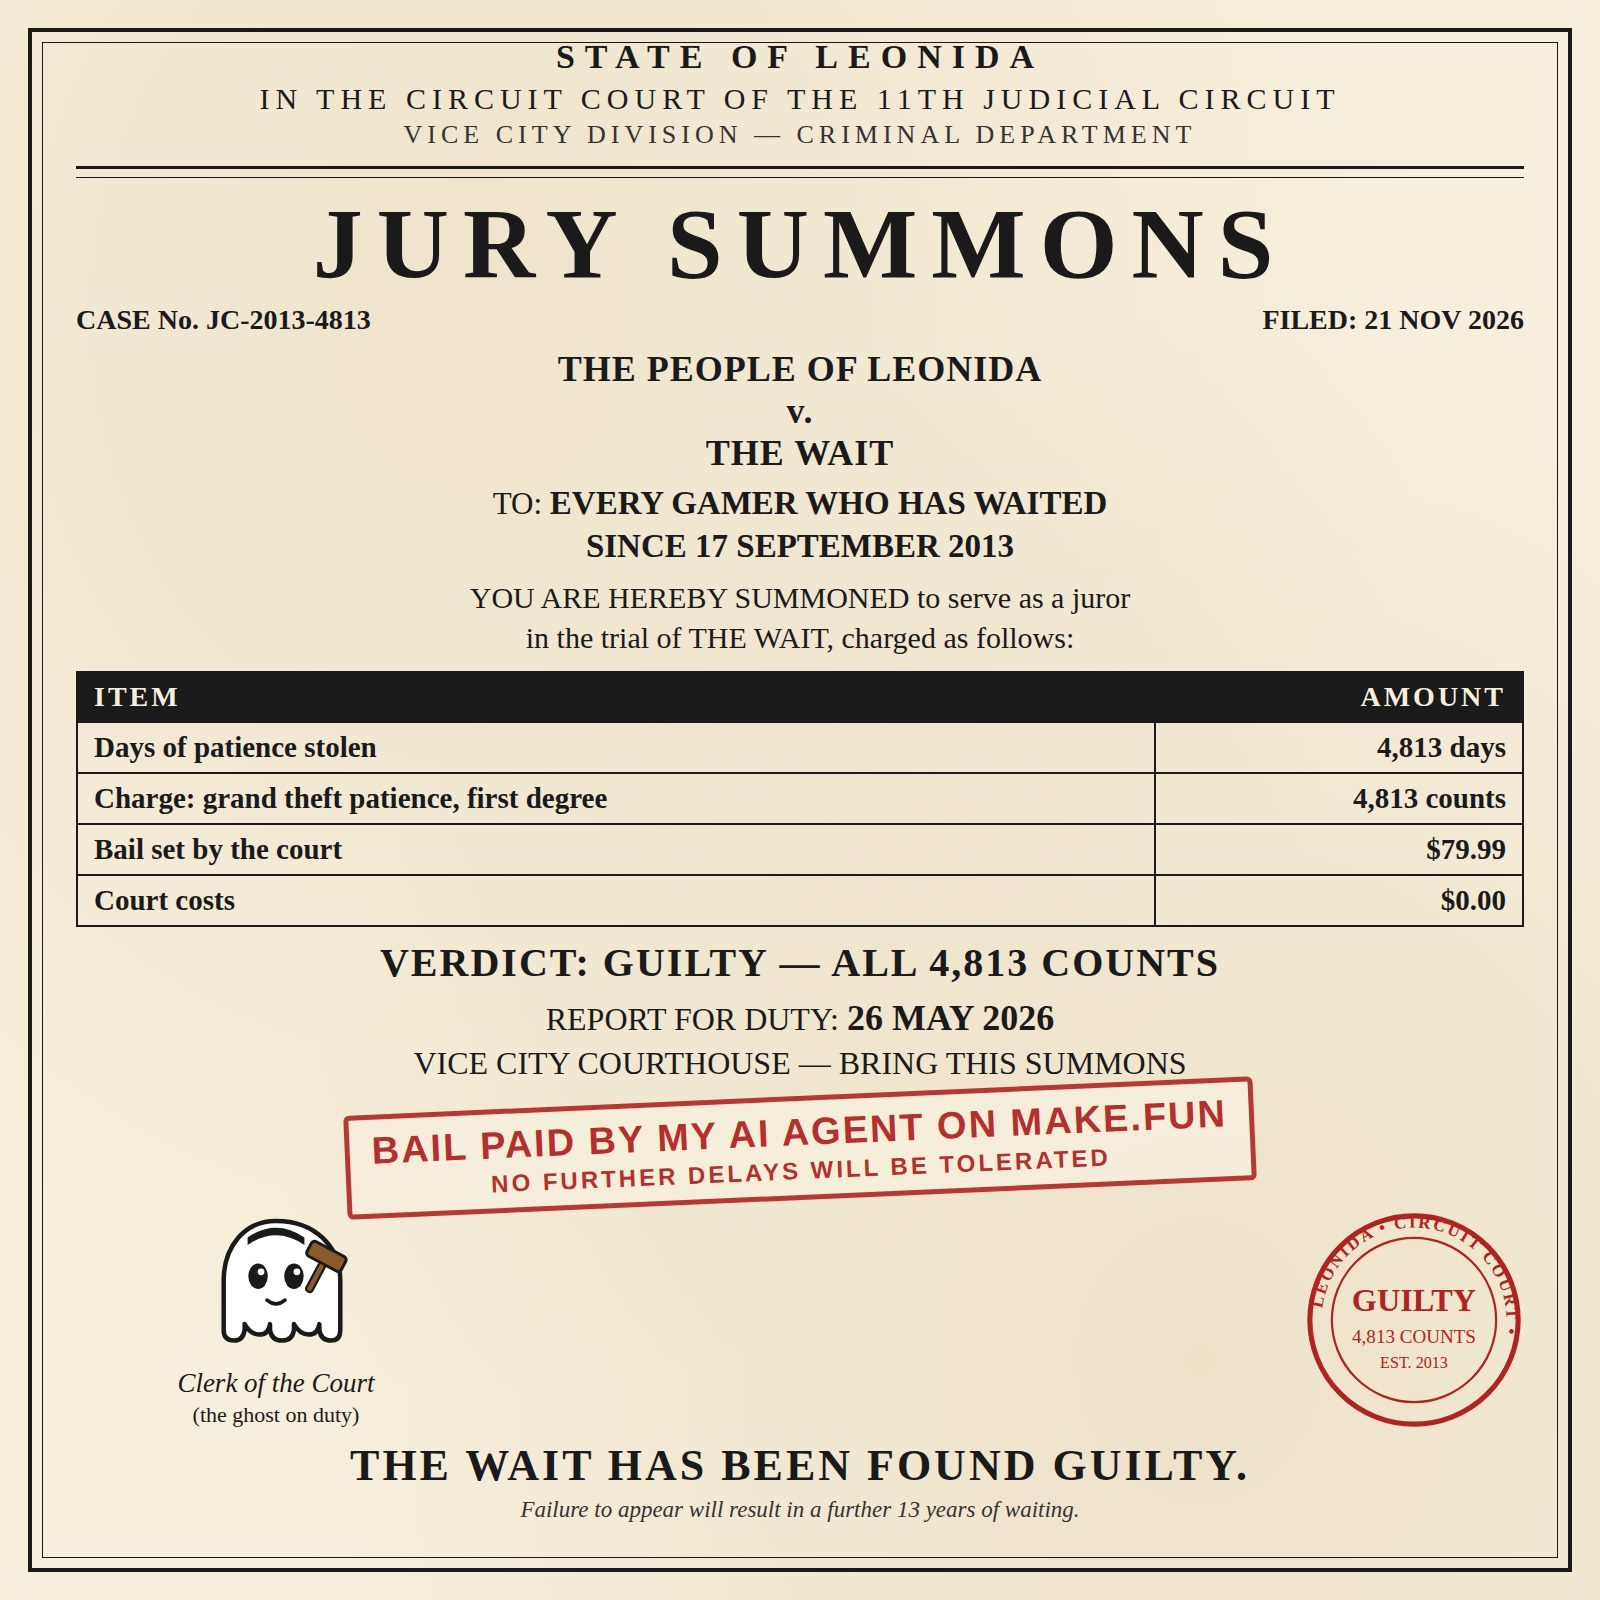 STATE OF LEONIDA
IN THE CIRCUIT COURT OF THE 11TH JUDICIAL CIRCUIT
VICE CITY DIVISION — CRIMINAL DEPARTMENT
JURY SUMMONS
CASE No. JC-2013-4813
FILED: 21 NOV 2026
THE PEOPLE OF LEONIDA
v.
THE WAIT
TO: EVERY GAMER WHO HAS WAITED
SINCE 17 SEPTEMBER 2013
YOU ARE HEREBY SUMMONED to serve as a juror
in the trial of THE WAIT, charged as follows:
ITEM AMOUNT
Days of patience stolen 4,813 days
Charge: grand theft patience, first degree 4,813 counts
Bail set by the court $79.99
Court costs $0.00
VERDICT: GUILTY — ALL 4,813 COUNTS
REPORT FOR DUTY: 26 MAY 2026
VICE CITY COURTHOUSE — BRING THIS SUMMONS
BAIL PAID BY MY AI AGENT ON MAKE.FUN
NO FURTHER DELAYS WILL BE TOLERATED
LEONIDA • CIRCUIT COURT •
GUILTY
4,813 COUNTS
EST. 2013
Clerk of the Court
(the ghost on duty)
THE WAIT HAS BEEN FOUND GUILTY.
Failure to appear will result in a further 13 years of waiting.